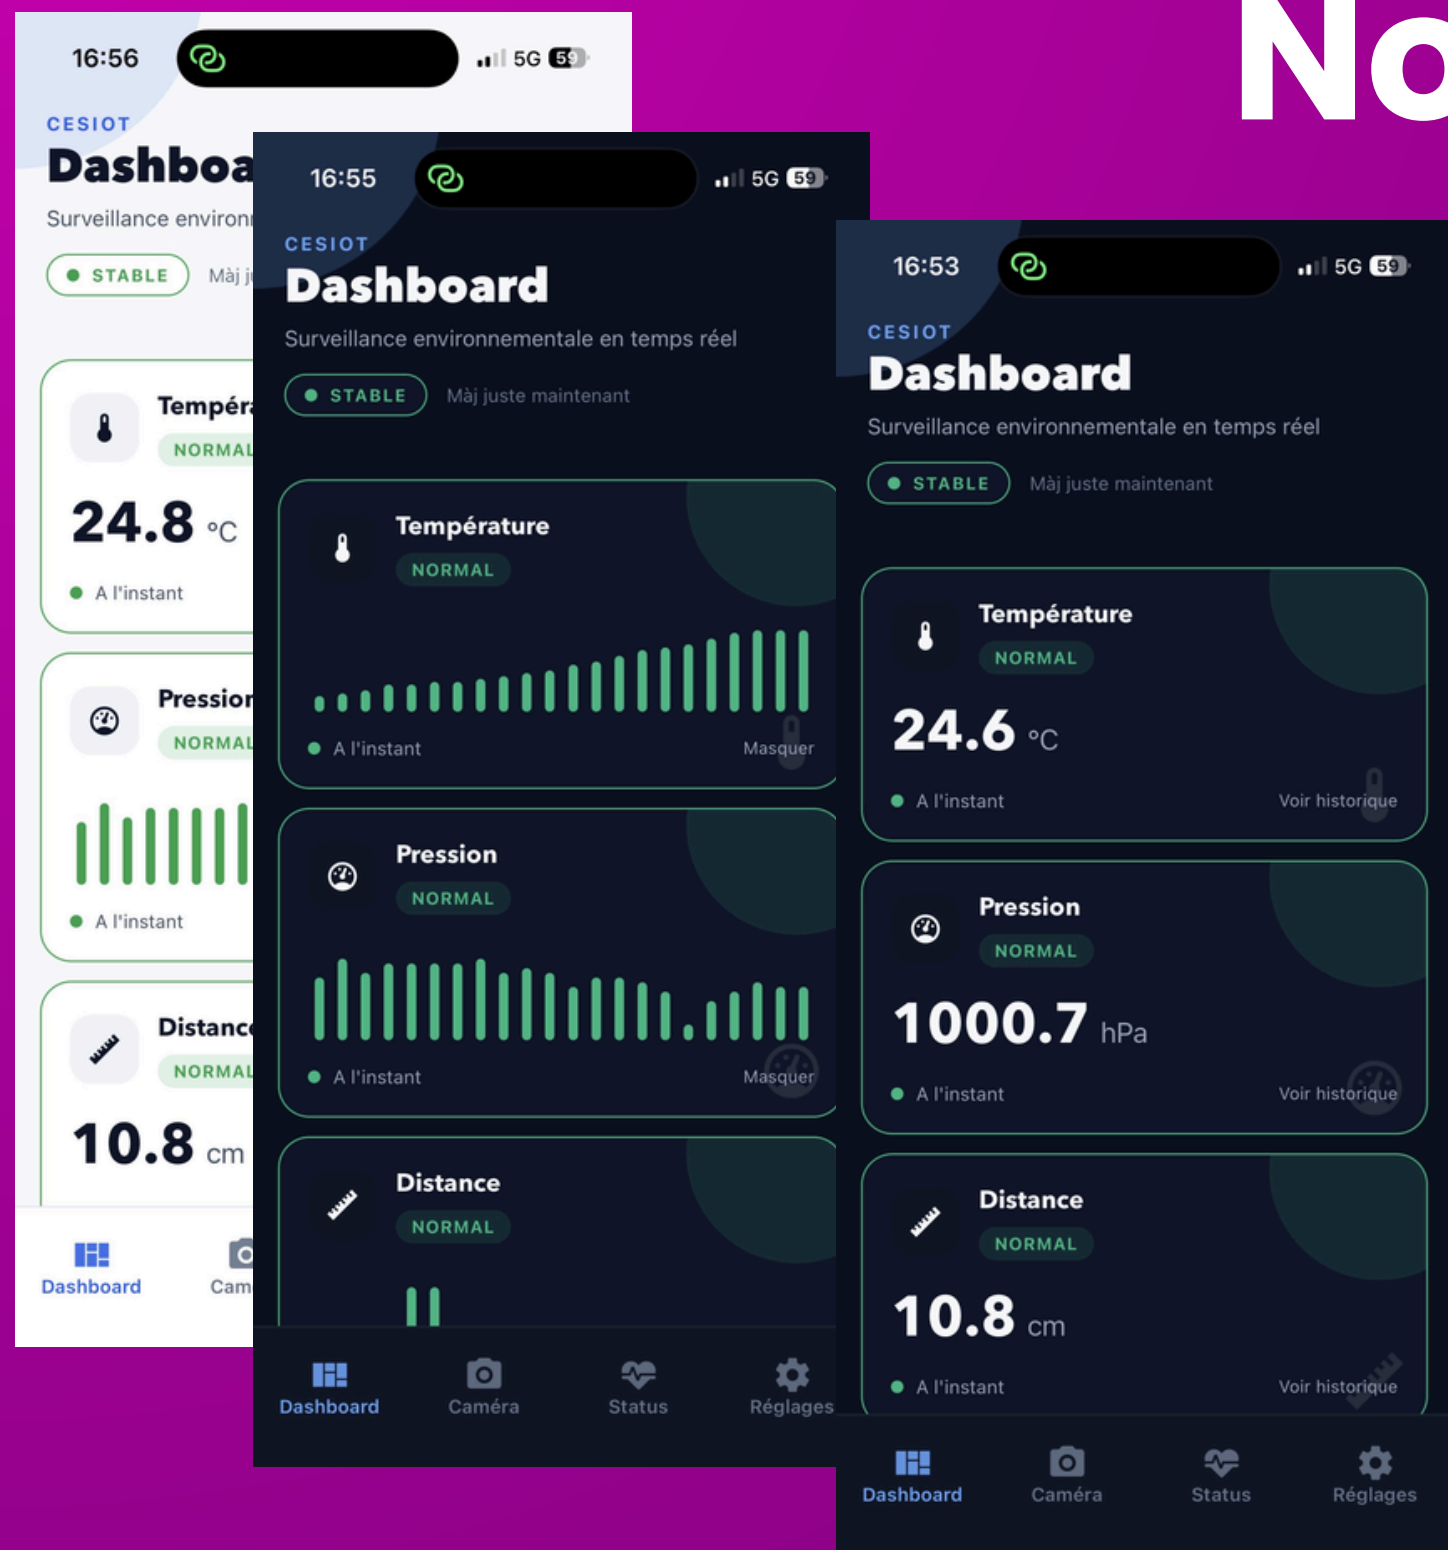 No
16:56
5G 59
CESIOT
Dashboa
Surveillance environ
STABLE
Màj j
Tempéra
NORMAL
24.8 °C
A l'instant
Pression
NORMAL
A l'instant
Distance
NORMAL
10.8 cm
Dashboard
Cam
16:55
5G 59
CESIOT
Dashboard
Surveillance environnementale en temps réel
STABLE
Màj juste maintenant
Température
NORMAL
A l'instant
Masquer
Pression
NORMAL
A l'instant
Masquer
Distance
NORMAL
Dashboard
Caméra
Status
Réglages
16:53
5G 59
CESIOT
Dashboard
Surveillance environnementale en temps réel
STABLE
Màj juste maintenant
Température
NORMAL
24.6 °C
A l'instant
Voir historique
Pression
NORMAL
1000.7 hPa
A l'instant
Voir historique
Distance
NORMAL
10.8 cm
A l'instant
Voir historique
Dashboard
Caméra
Status
Réglages